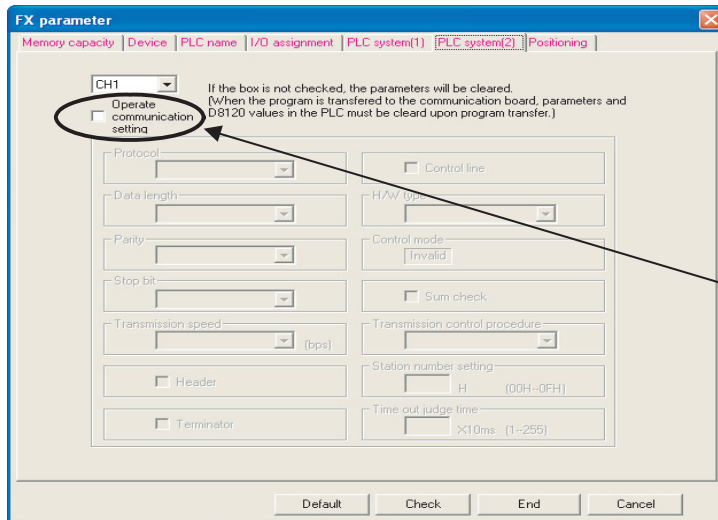 FX parameter
Memory capacity | Device | PLC name | I/O assignment | PLC system(1) | PLC system(2) | Positioning
CH1
If the box is not checked, the parameters will be cleared.
(When the program is transfered to the communication board, parameters and
D8120 values in the PLC must be cleard upon program transfer.)
Operate
communication
setting
Protocol
Control line
Data length
H/W type
Parity
Control mode
Invalid
Stop bit
Sum check
Transmission speed
(bps)
Transmission control procedure
Header
Station number setting
H (00H--0FH)
Terminator
Time out judge time
X10ms (1--255)
Default Check End Cancel